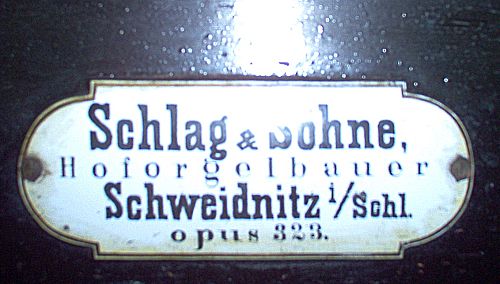 Schlag & Söhne,
Hoforgelbauer
Schweidnitz i/Schl.
opus 323.